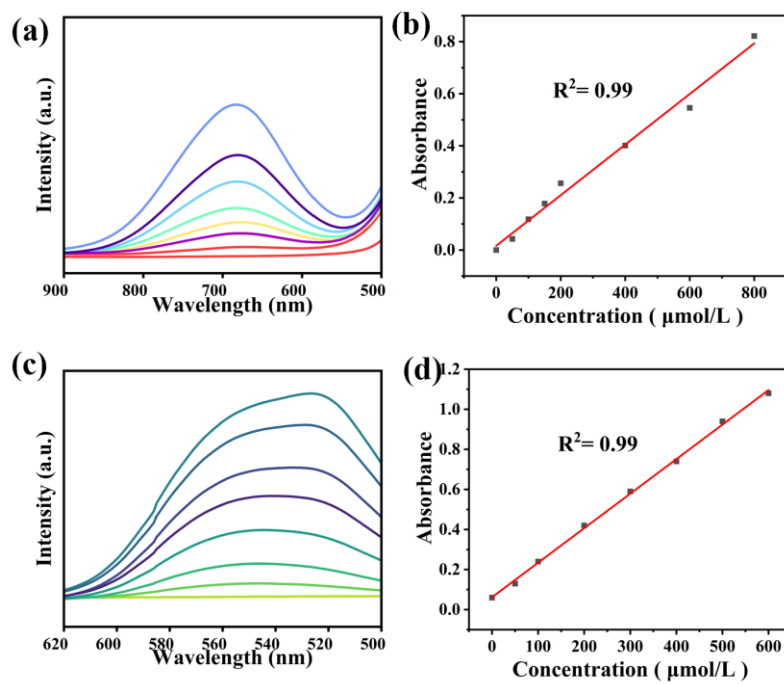 (a)
Intensity (a.u.)
900 800 700 600 500
Wavelength (nm)
(b)
Absorbance
0.8
0.6
0.4
0.2
0.0
R²= 0.99
0 200 400 600 800
Concentration ( μmol/L )
(c)
Intensity (a.u.)
620 600 580 560 540 520 500
Wavelength (nm)
(d)
Absorbance
1.2
1.0
0.8
0.6
0.4
0.2
0.0
R²= 0.99
0 100 200 300 400 500 600
Concentration ( μmol/L )